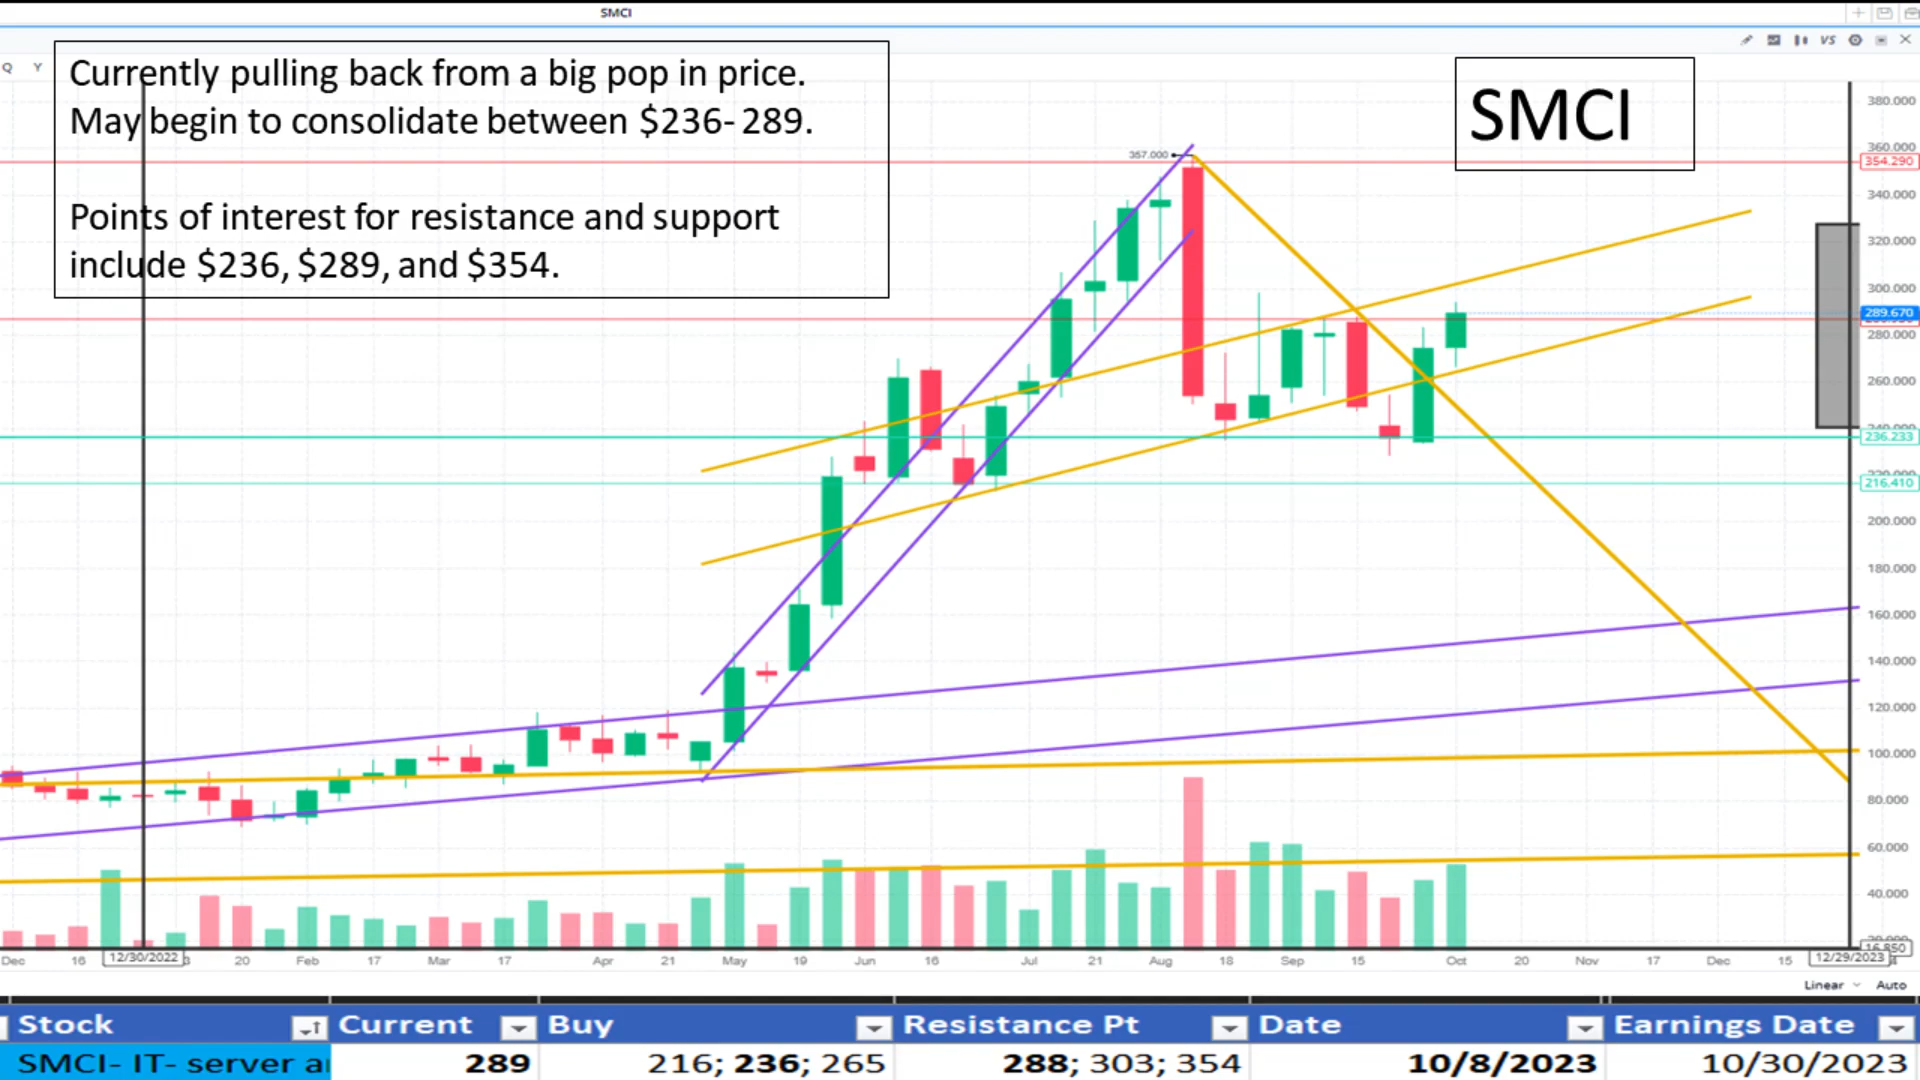 SMCI
VS
Q Y
Currently pulling back from a big pop in price.
May begin to consolidate between $236-289.
Points of interest for resistance and support
include $236, $289, and $354.
SMCI
357.000
380.000
360.000
354.290
340.000
320.000
300.000
289.670
280.000
260.000
236.233
216.410
200.000
180.000
160.000
140.000
120.000
100.000
80.000
60.000
40.000
16.850
Dec 16 12/30/2022 20 Feb 17 Mar 17 Apr 21 May 19 Jun 16 Jul 21 Aug 18 Sep 15 Oct 20 Nov 17 Dec 15 12/29/2023
Linear Auto
Stock Current Buy Resistance Pt Date Earnings Date
SMCI- IT- server 289 216; 236; 265 288; 303; 354 10/8/2023 10/30/2023